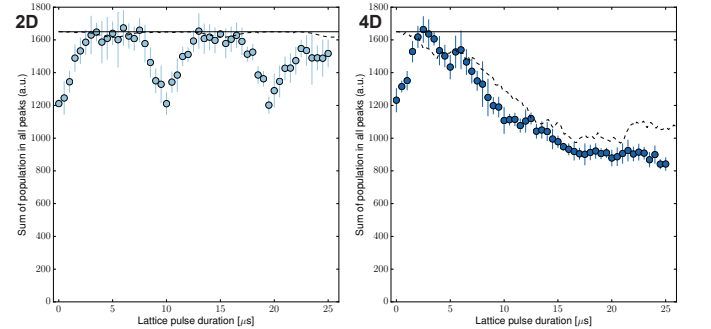 2D
Sum of population in all peaks (a.u.)
1800
1600
1400
1200
1000
800
600
400
200
0
0 5 10 15 20 25
Lattice pulse duration [μs]
4D
Sum of population in all peaks (a.u.)
1800
1600
1400
1200
1000
800
600
400
200
0
0 5 10 15 20 25
Lattice pulse duration [μs]